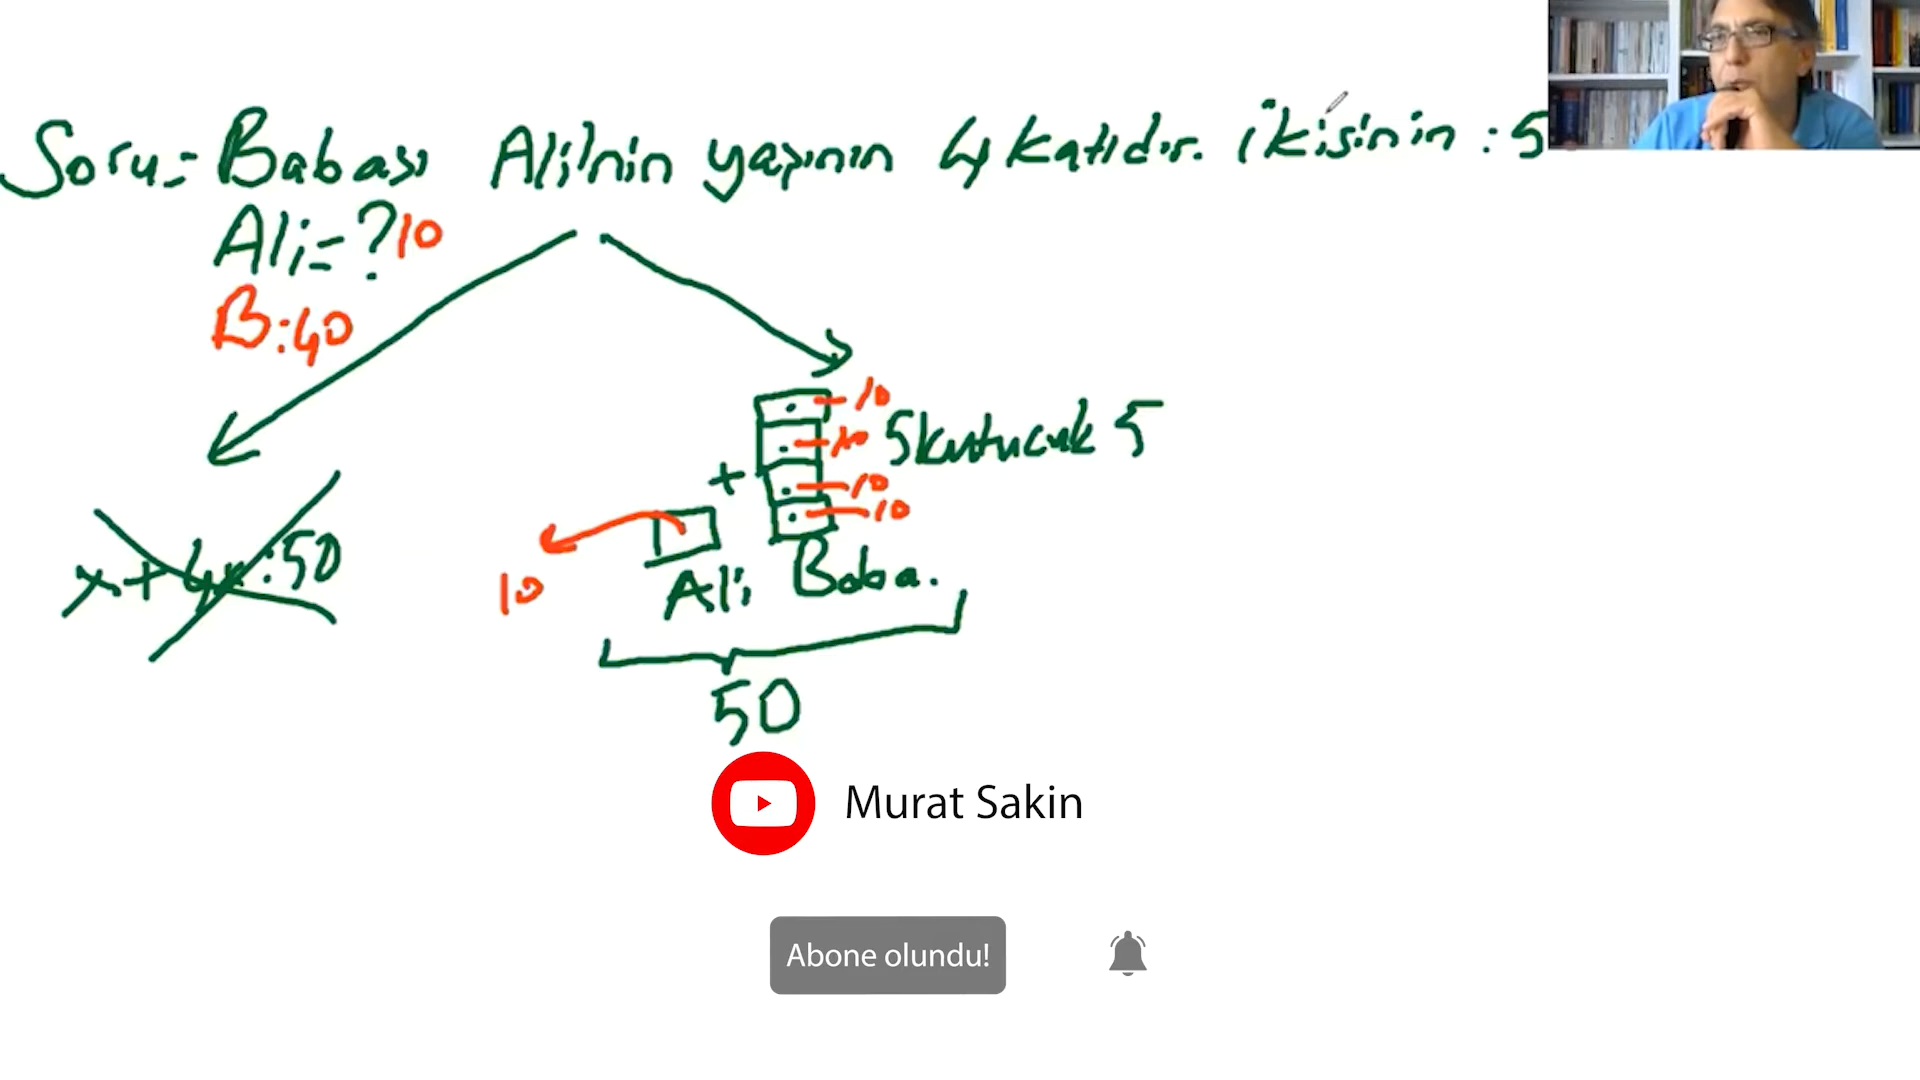 Soru= Babası Ali'nin yaşının 4 katıdır. ikisinin : 5
Ali=? 10
B:40
10
10
5 kutucuk 5
+
10
10
x+4x:50
10
Ali Baba.
50
Murat Sakin
Abone olundu!